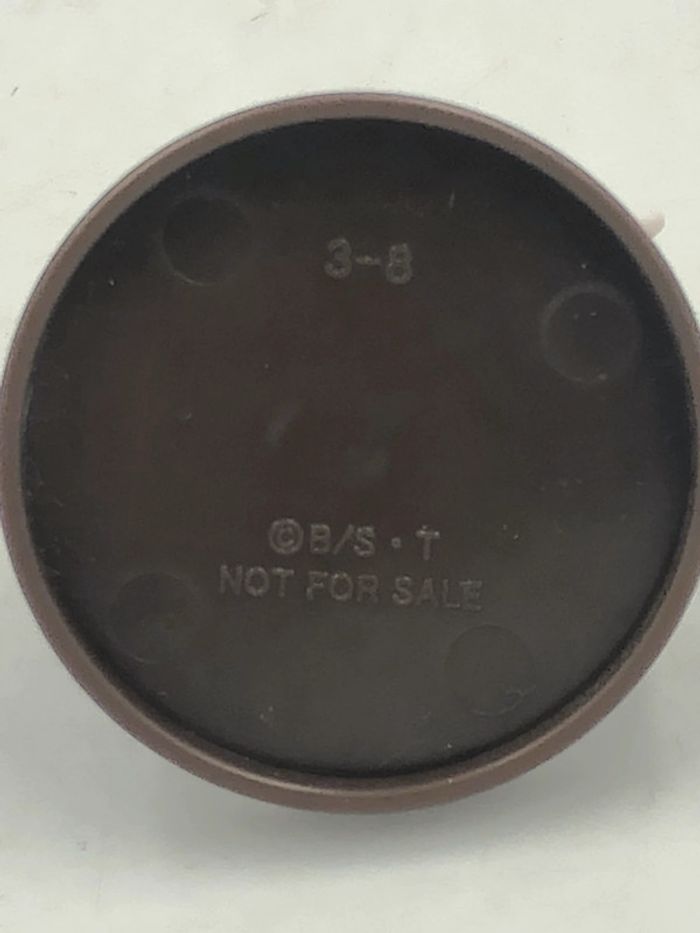 3-8
©B/S・T
NOT FOR SALE